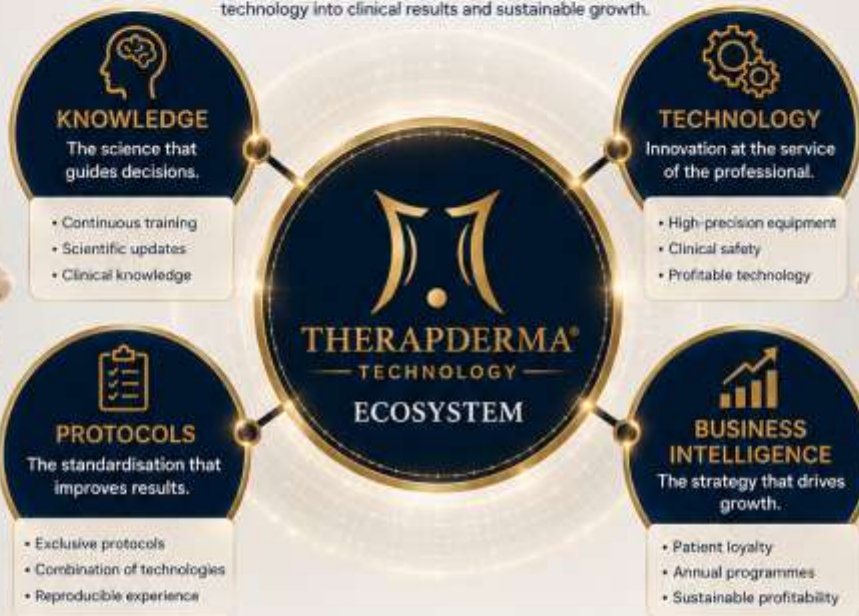 technology into clinical results and sustainable growth.
KNOWLEDGE
The science that
guides decisions.
• Continuous training
• Scientific updates
• Clinical knowledge
TECHNOLOGY
Innovation at the service
of the professional.
• High-precision equipment
• Clinical safety
• Profitable technology
THERAPDERMA®
TECHNOLOGY
ECOSYSTEM
PROTOCOLS
The standardisation that
improves results.
• Exclusive protocols
• Combination of technologies
• Reproducible experience
BUSINESS
INTELLIGENCE
The strategy that drives
growth.
• Patient loyalty
• Annual programmes
• Sustainable profitability